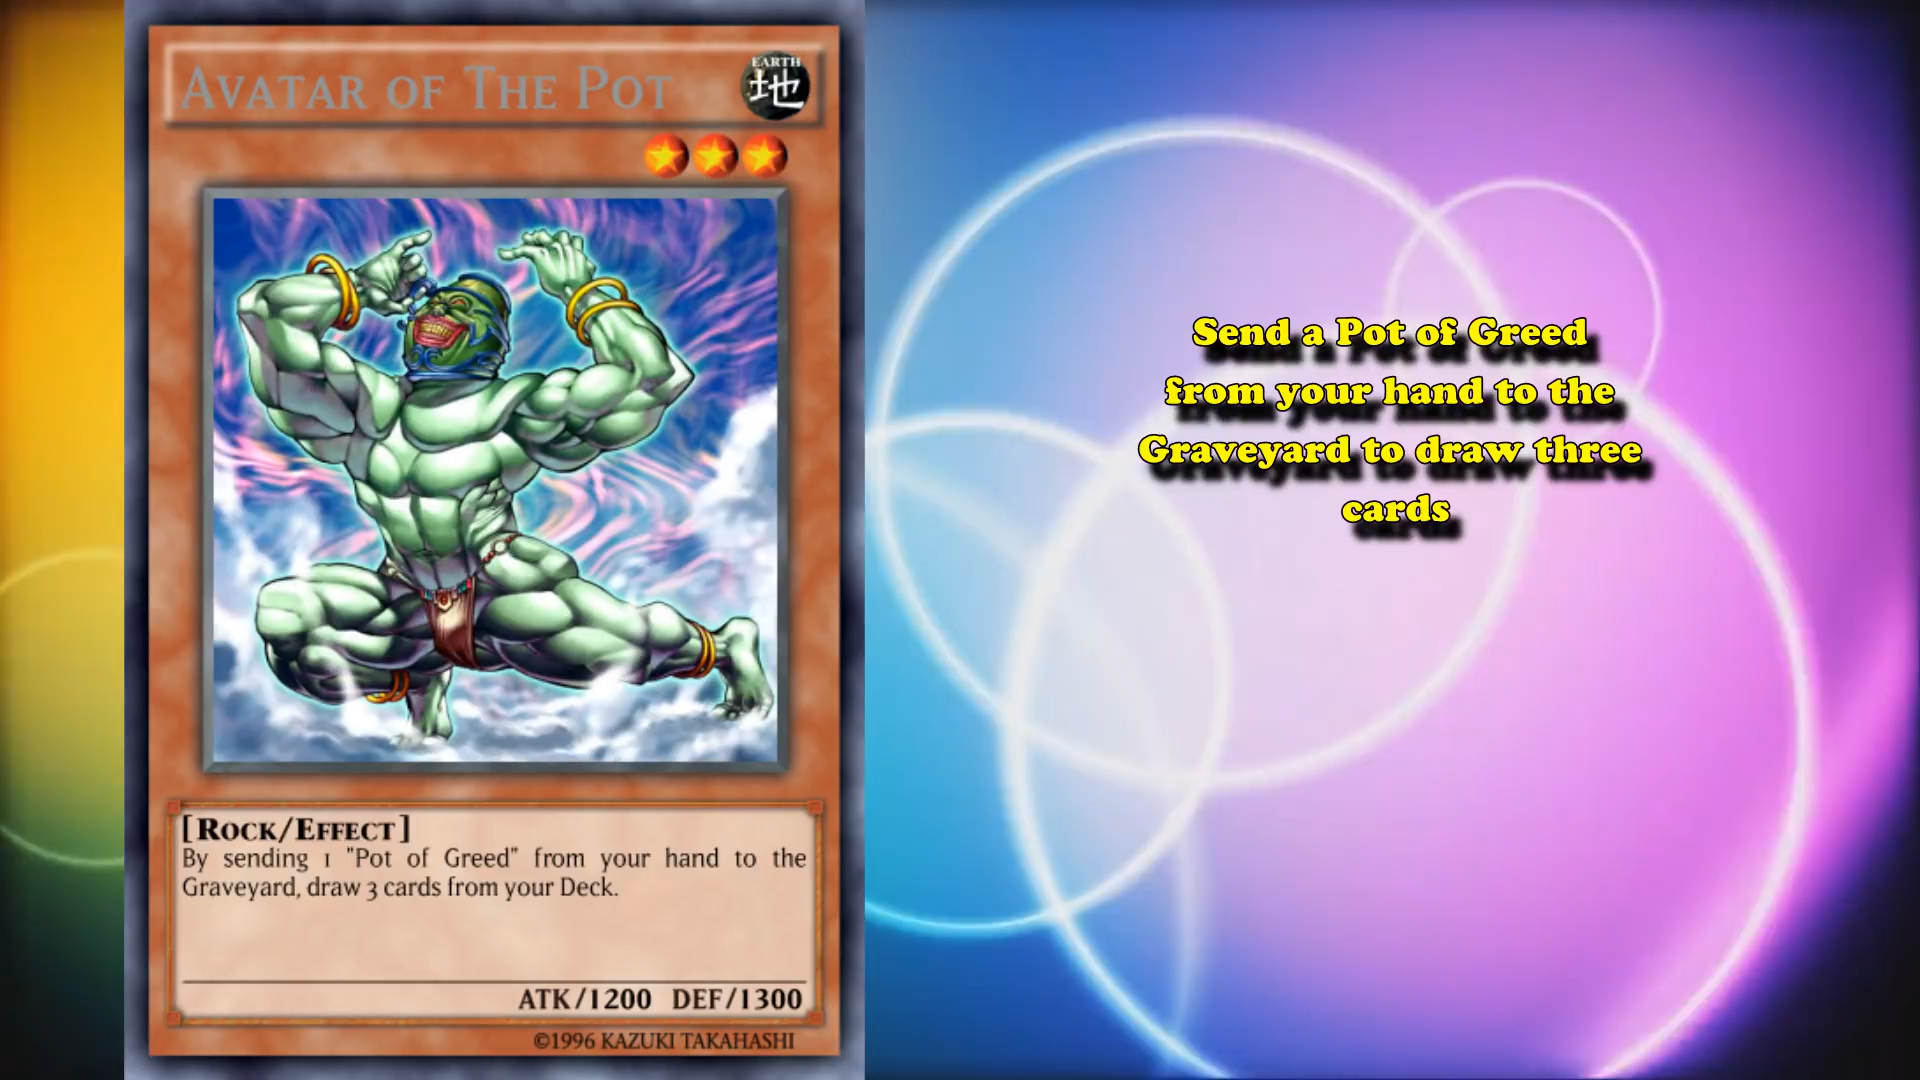 AVATAR OF THE POT
EARTH
地
[ROCK/EFFECT]
By sending 1 "Pot of Greed" from your hand to the
Graveyard, draw 3 cards from your Deck.
ATK/1200 DEF/1300
©1996 KAZUKI TAKAHASHI
Send a Pot of Greed
from your hand to the
Graveyard to draw three
cards